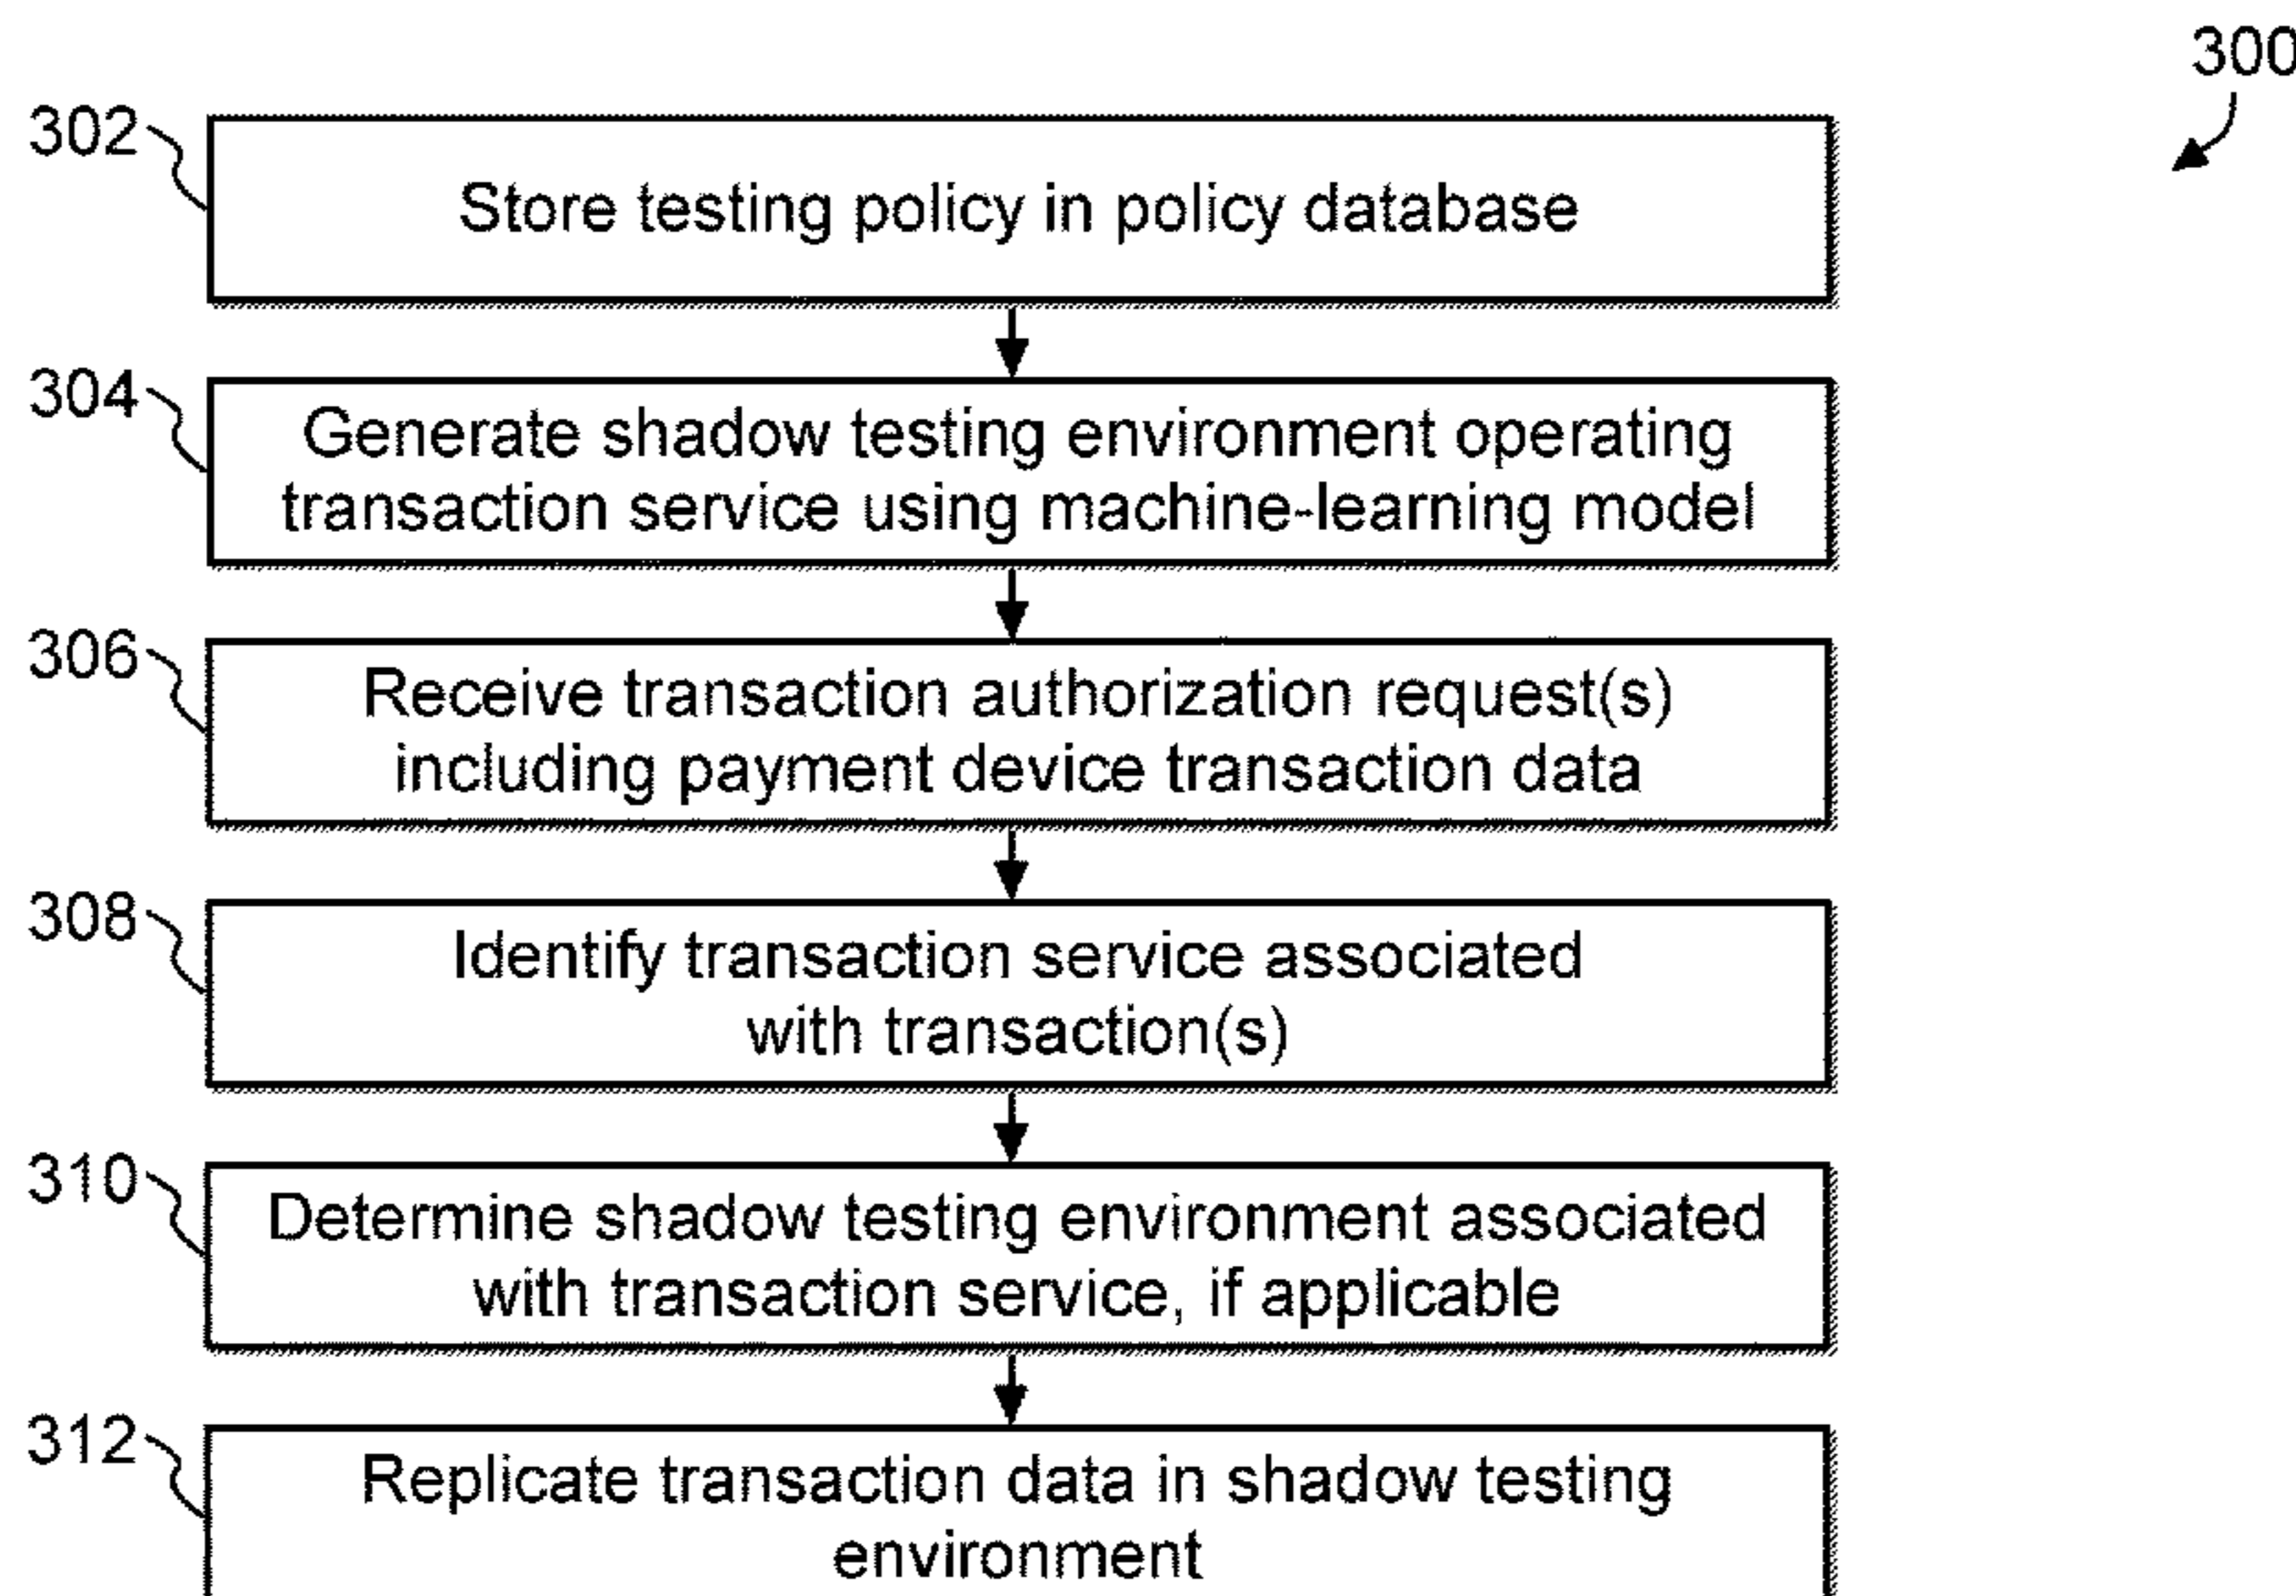 300
302
Store testing policy in policy database
304
Generate shadow testing environment operating
transaction service using machine-learning model
306
Receive transaction authorization request(s)
including payment device transaction data
308
Identify transaction service associated
with transaction(s)
310
Determine shadow testing environment associated
with transaction service, if applicable
312
Replicate transaction data in shadow testing
environment